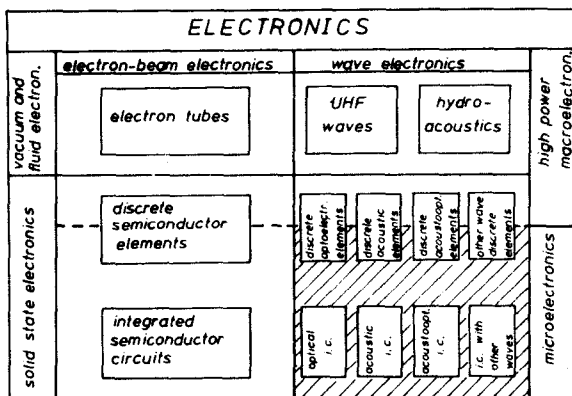 ELECTRONICS
electron-beam electronics
wave electronics
vacuum and
fluid electron.
electron tubes
UHF
waves
hydro-
acoustics
high power
macroelectron.
solid state electronics
discrete
semiconductor
elements
discrete
optoelectr.
elements
discrete
acoustic
elements
discrete
acoustoopt.
elements
other wave
discrete
elements
integrated
semiconductor
circuits
optical
i.c.
acoustic
i.c.
acoustoopt.
i.c.
i.c. with
other
waves
microelectronics